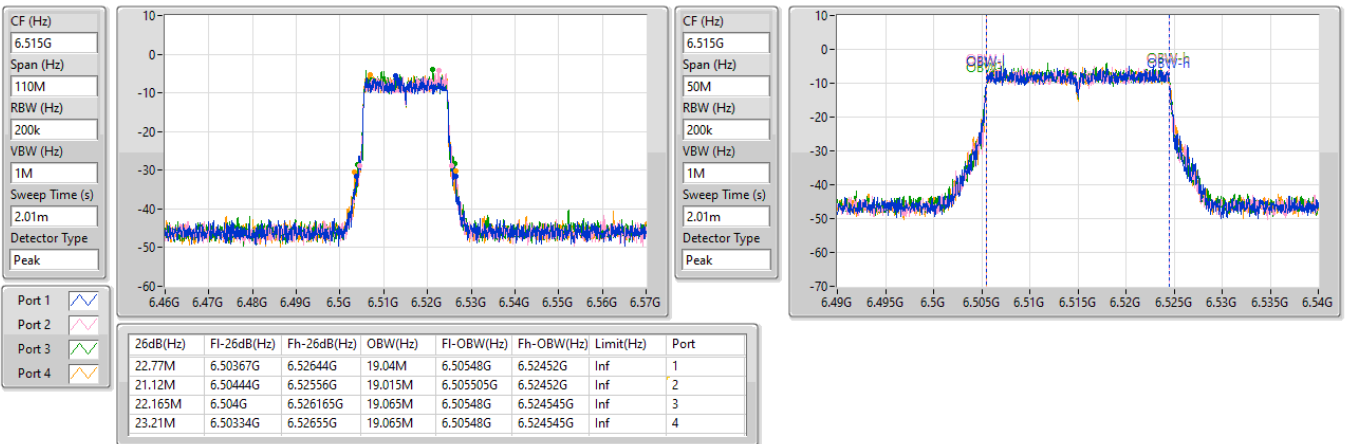 CF (Hz)
6.515G
Span (Hz)
110M
RBW (Hz)
200k
VBW (Hz)
1M
Sweep Time (s)
2.01m
Detector Type
Peak
10
0
-10
-20
-30
-40
-50
-60
6.46G 6.47G 6.48G 6.49G 6.5G 6.51G 6.52G 6.53G 6.54G 6.55G 6.56G 6.57G
CF (Hz)
6.515G
Span (Hz)
50M
RBW (Hz)
200k
VBW (Hz)
1M
Sweep Time (s)
2.01m
Detector Type
Peak
10
0
-10
-20
-30
-40
-50
-60
-70
OBW-h
6.49G 6.495G 6.5G 6.505G 6.51G 6.515G 6.52G 6.525G 6.53G 6.535G 6.54G
Port 1
Port 2
Port 3
Port 4
26dB(Hz) Fl-26dB(Hz) Fh-26dB(Hz) OBW(Hz) Fl-OBW(Hz) Fh-OBW(Hz) Limit(Hz) Port
22.77M 6.50367G 6.52644G 19.04M 6.50548G 6.52452G Inf 1
21.12M 6.50444G 6.52556G 19.015M 6.505505G 6.52452G Inf 2
22.165M 6.504G 6.526165G 19.065M 6.50548G 6.524545G Inf 3
23.21M 6.50334G 6.52655G 19.065M 6.50548G 6.524545G Inf 4